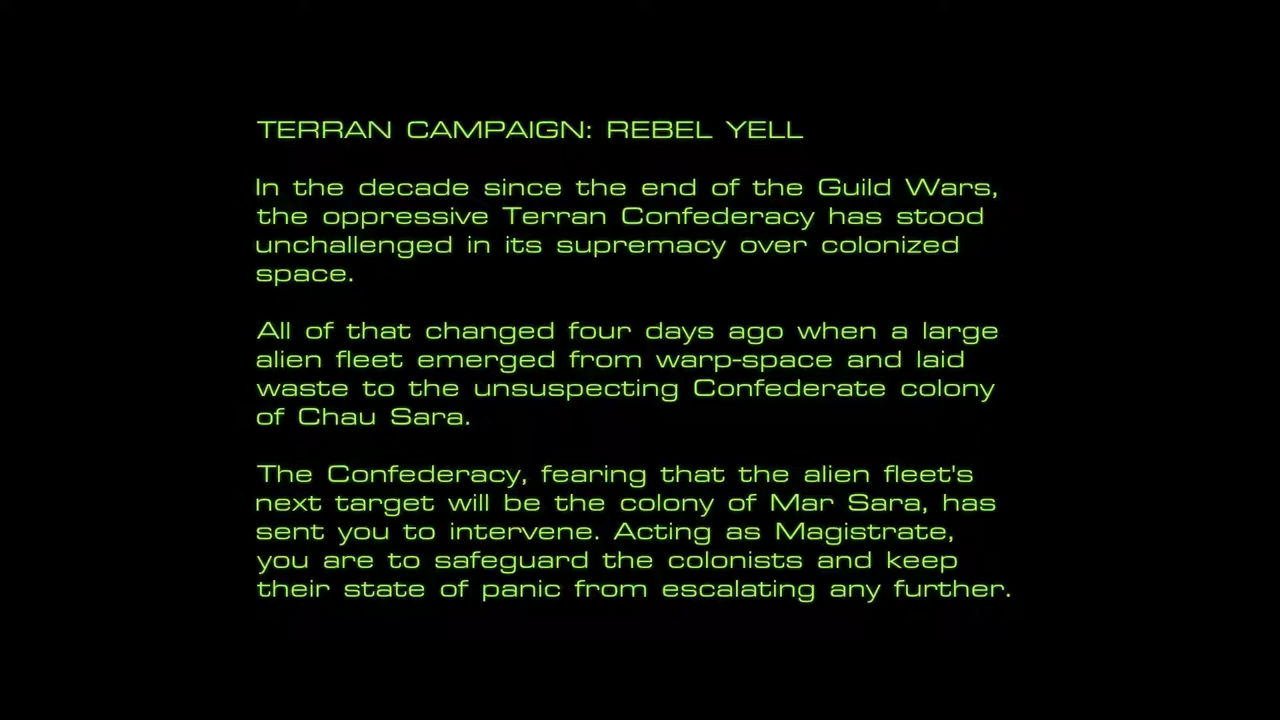 TERRAN CAMPAIGN: REBEL YELL
In the decade since the end of the Guild Wars,
the oppressive Terran Confederacy has stood
unchallenged in its supremacy over colonized
space.
All of that changed four days ago when a large
alien fleet emerged from warp-space and laid
waste to the unsuspecting Confederate colony
of Chau Sara.
The Confederacy, fearing that the alien fleet's
next target will be the colony of Mar Sara, has
sent you to intervene. Acting as Magistrate,
you are to safeguard the colonists and keep
their state of panic from escalating any further.